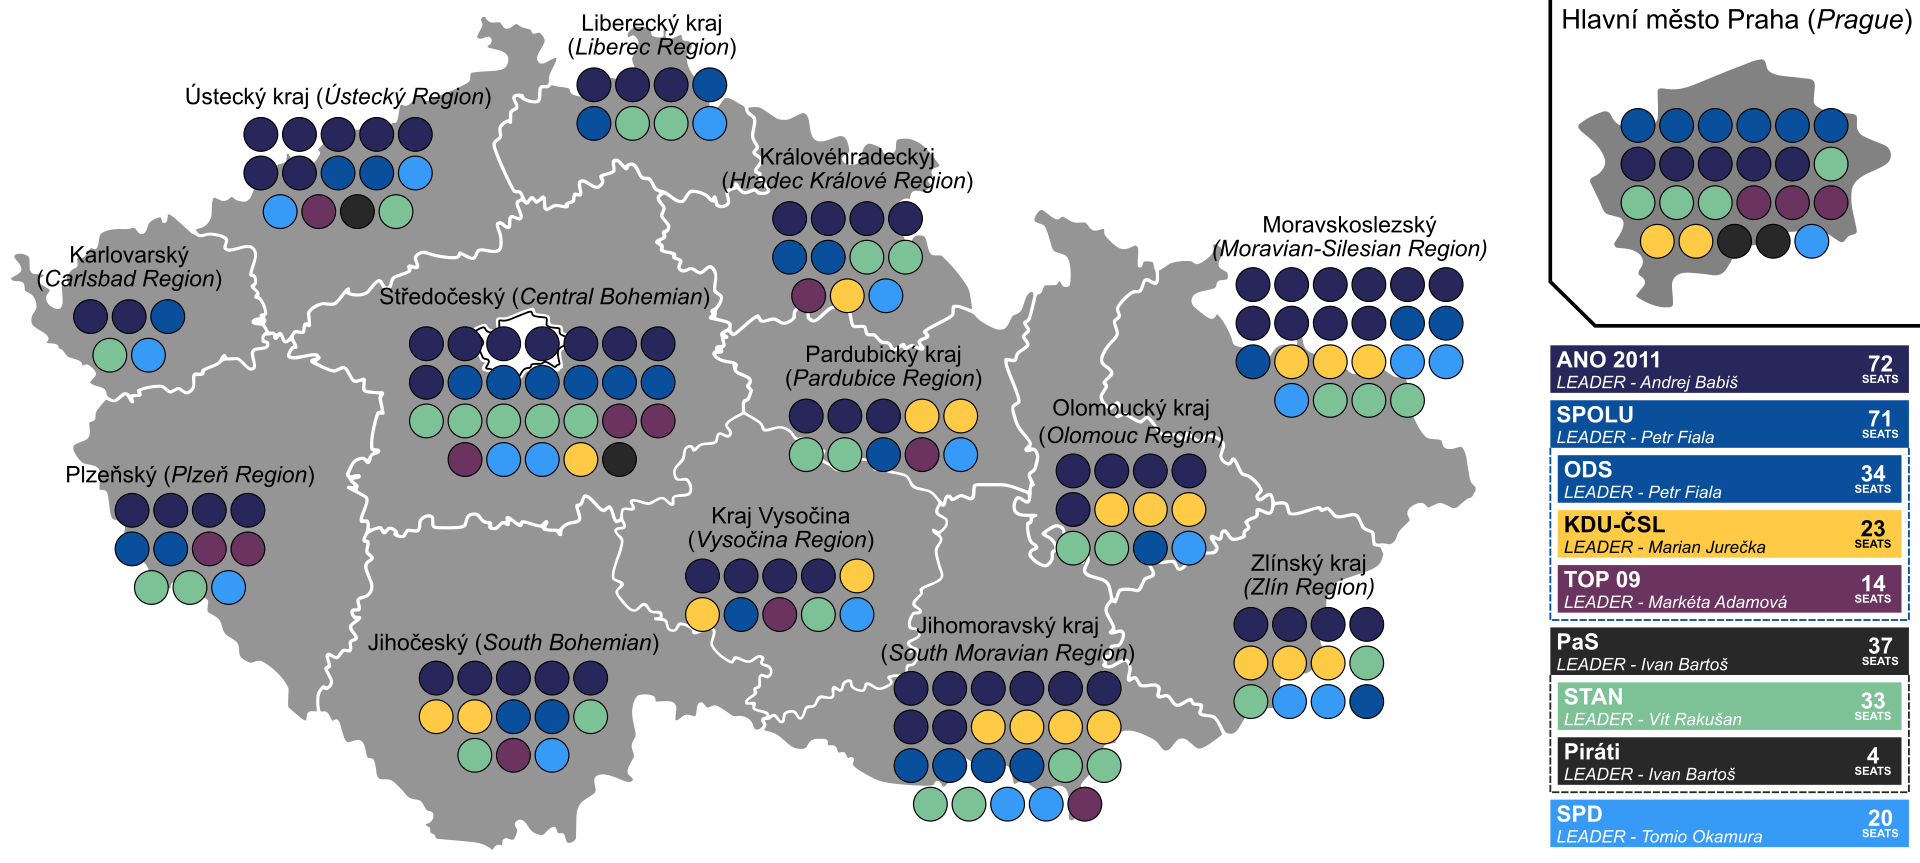 Hlavní město Praha (Prague)
Liberecký kraj
(Liberec Region)
Ústecký kraj (Ústecký Region)
Královéhradeckýj
(Hradec Králové Region)
Moravskoslezský
(Moravian-Silesian Region)
Karlovarský
(Carlsbad Region)
Středočeský (Central Bohemian)
Pardubický kraj
(Pardubice Region)
Olomoucký kraj
(Olomouc Region)
Plzeňský (Plzeň Region)
Kraj Vysočina
(Vysočina Region)
Zlínský kraj
(Zlín Region)
Jihočeský (South Bohemian)
Jihomoravský kraj
(South Moravian Region)
ANO 2011
LEADER - Andrej Babiš
72
SEATS
SPOLU
LEADER - Petr Fiala
71
SEATS
ODS
LEADER - Petr Fiala
34
SEATS
KDU-ČSL
LEADER - Marian Jurečka
23
SEATS
TOP 09
LEADER - Markéta Adamová
14
SEATS
PaS
LEADER - Ivan Bartoš
37
SEATS
STAN
LEADER - Vít Rakušan
33
SEATS
Piráti
LEADER - Ivan Bartoš
4
SEATS
SPD
LEADER - Tomio Okamura
20
SEATS